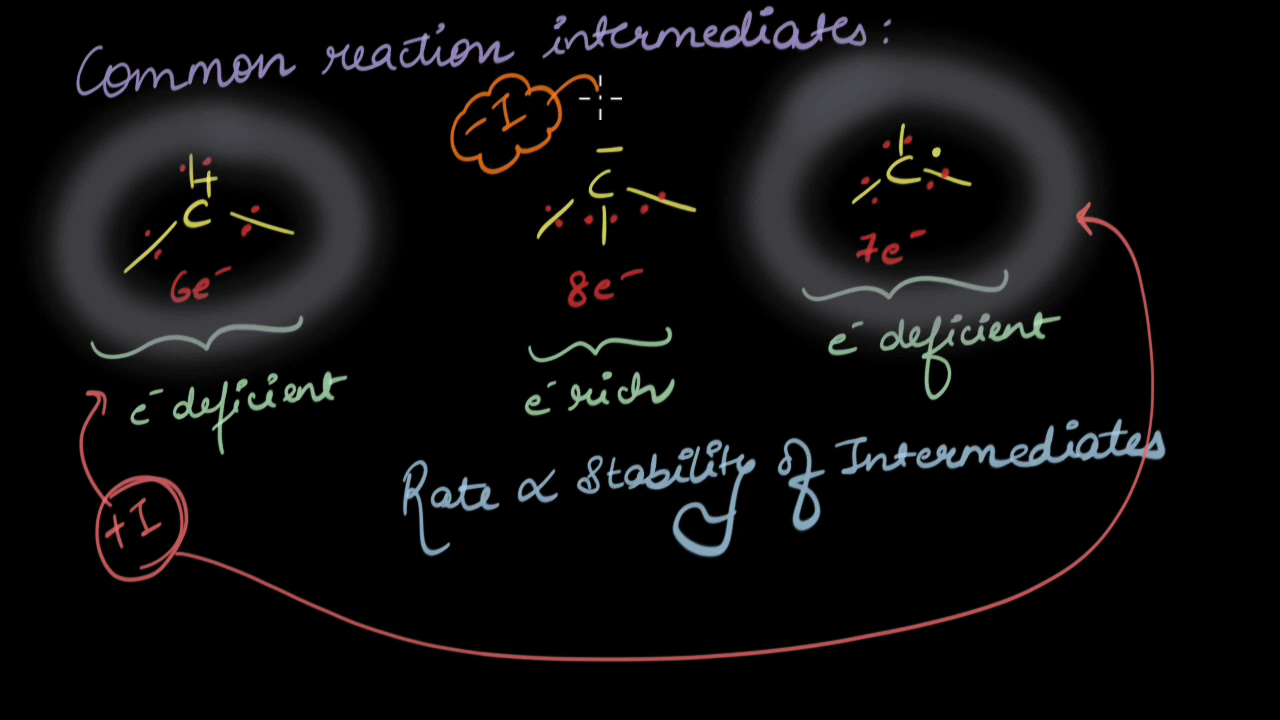 Common reaction intermediates:
-I
C+
C-
C•
6e-
8e-
7e-
e- deficient
e- rich
e- deficient
Rate ∝ Stability of Intermediates
+I